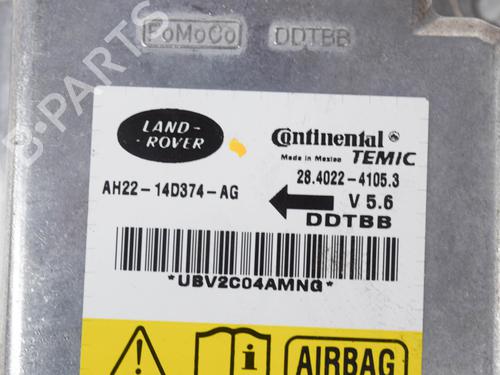 FoMoCo DDTBB
B-PARTS
LAND-
ROVER
Continental
Made in Mexico TEMIC
AH22-14D374-AG
28.4022-4105.3
V 5.6
DDTBB
*UBV2C04AMNG*
AIRBAG